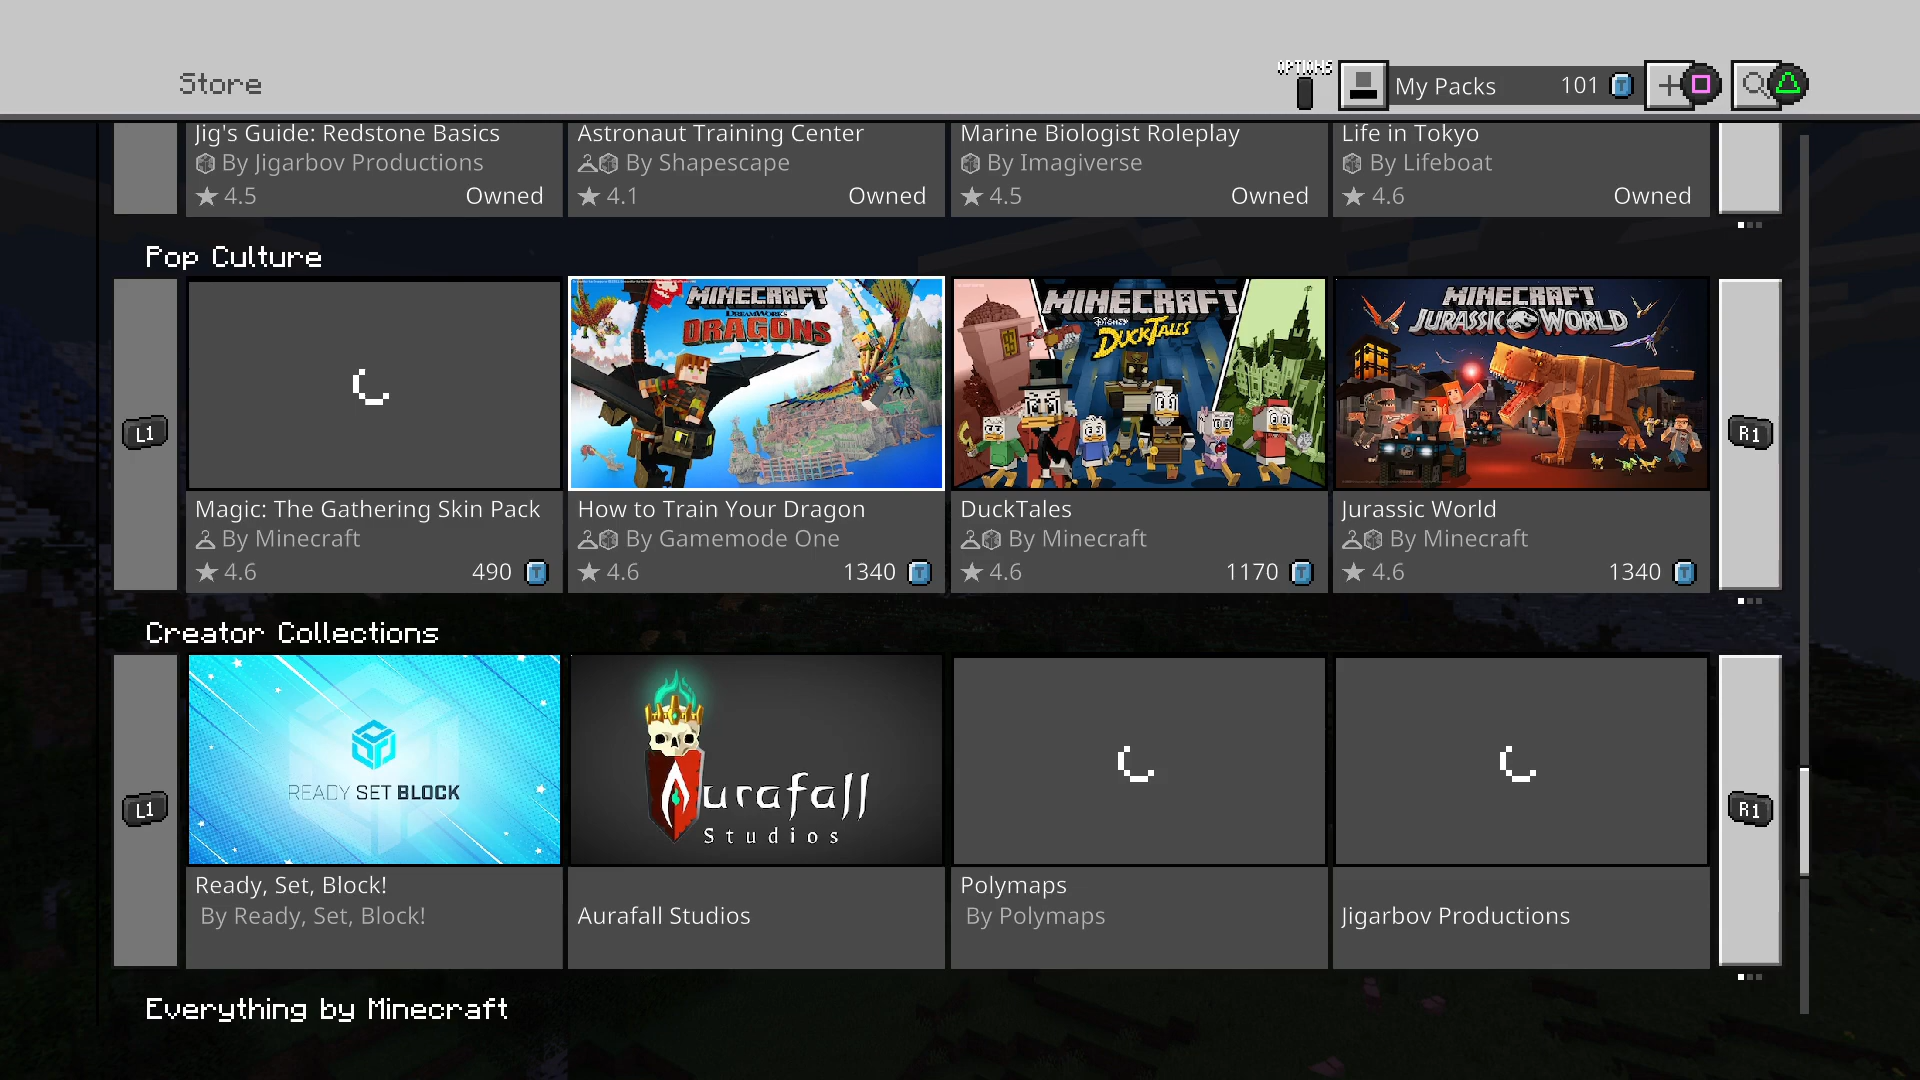 Store
OPTIONS
My Packs
101
Jig's Guide: Redstone Basics
By Jigarbov Productions
4.5
Owned
Astronaut Training Center
By Shapescape
4.1
Owned
Marine Biologist Roleplay
By Imagiverse
4.5
Owned
Life in Tokyo
By Lifeboat
4.6
Owned
Pop Culture
L1
Magic: The Gathering Skin Pack
By Minecraft
4.6
490
MINECRAFT
DREAMWORKS
DRAGONS
How to Train Your Dragon
By Gamemode One
4.6
1340
MINECRAFT
Disney
DUCKTALES
DuckTales
By Minecraft
4.6
1170
MINECRAFT
JURASSIC WORLD
Jurassic World
By Minecraft
4.6
1340
R1
Creator Collections
L1
READY SET BLOCK
Ready, Set, Block!
By Ready, Set, Block!
Aurafall
Studios
Aurafall Studios
Polymaps
By Polymaps
Jigarbov Productions
R1
Everything by Minecraft